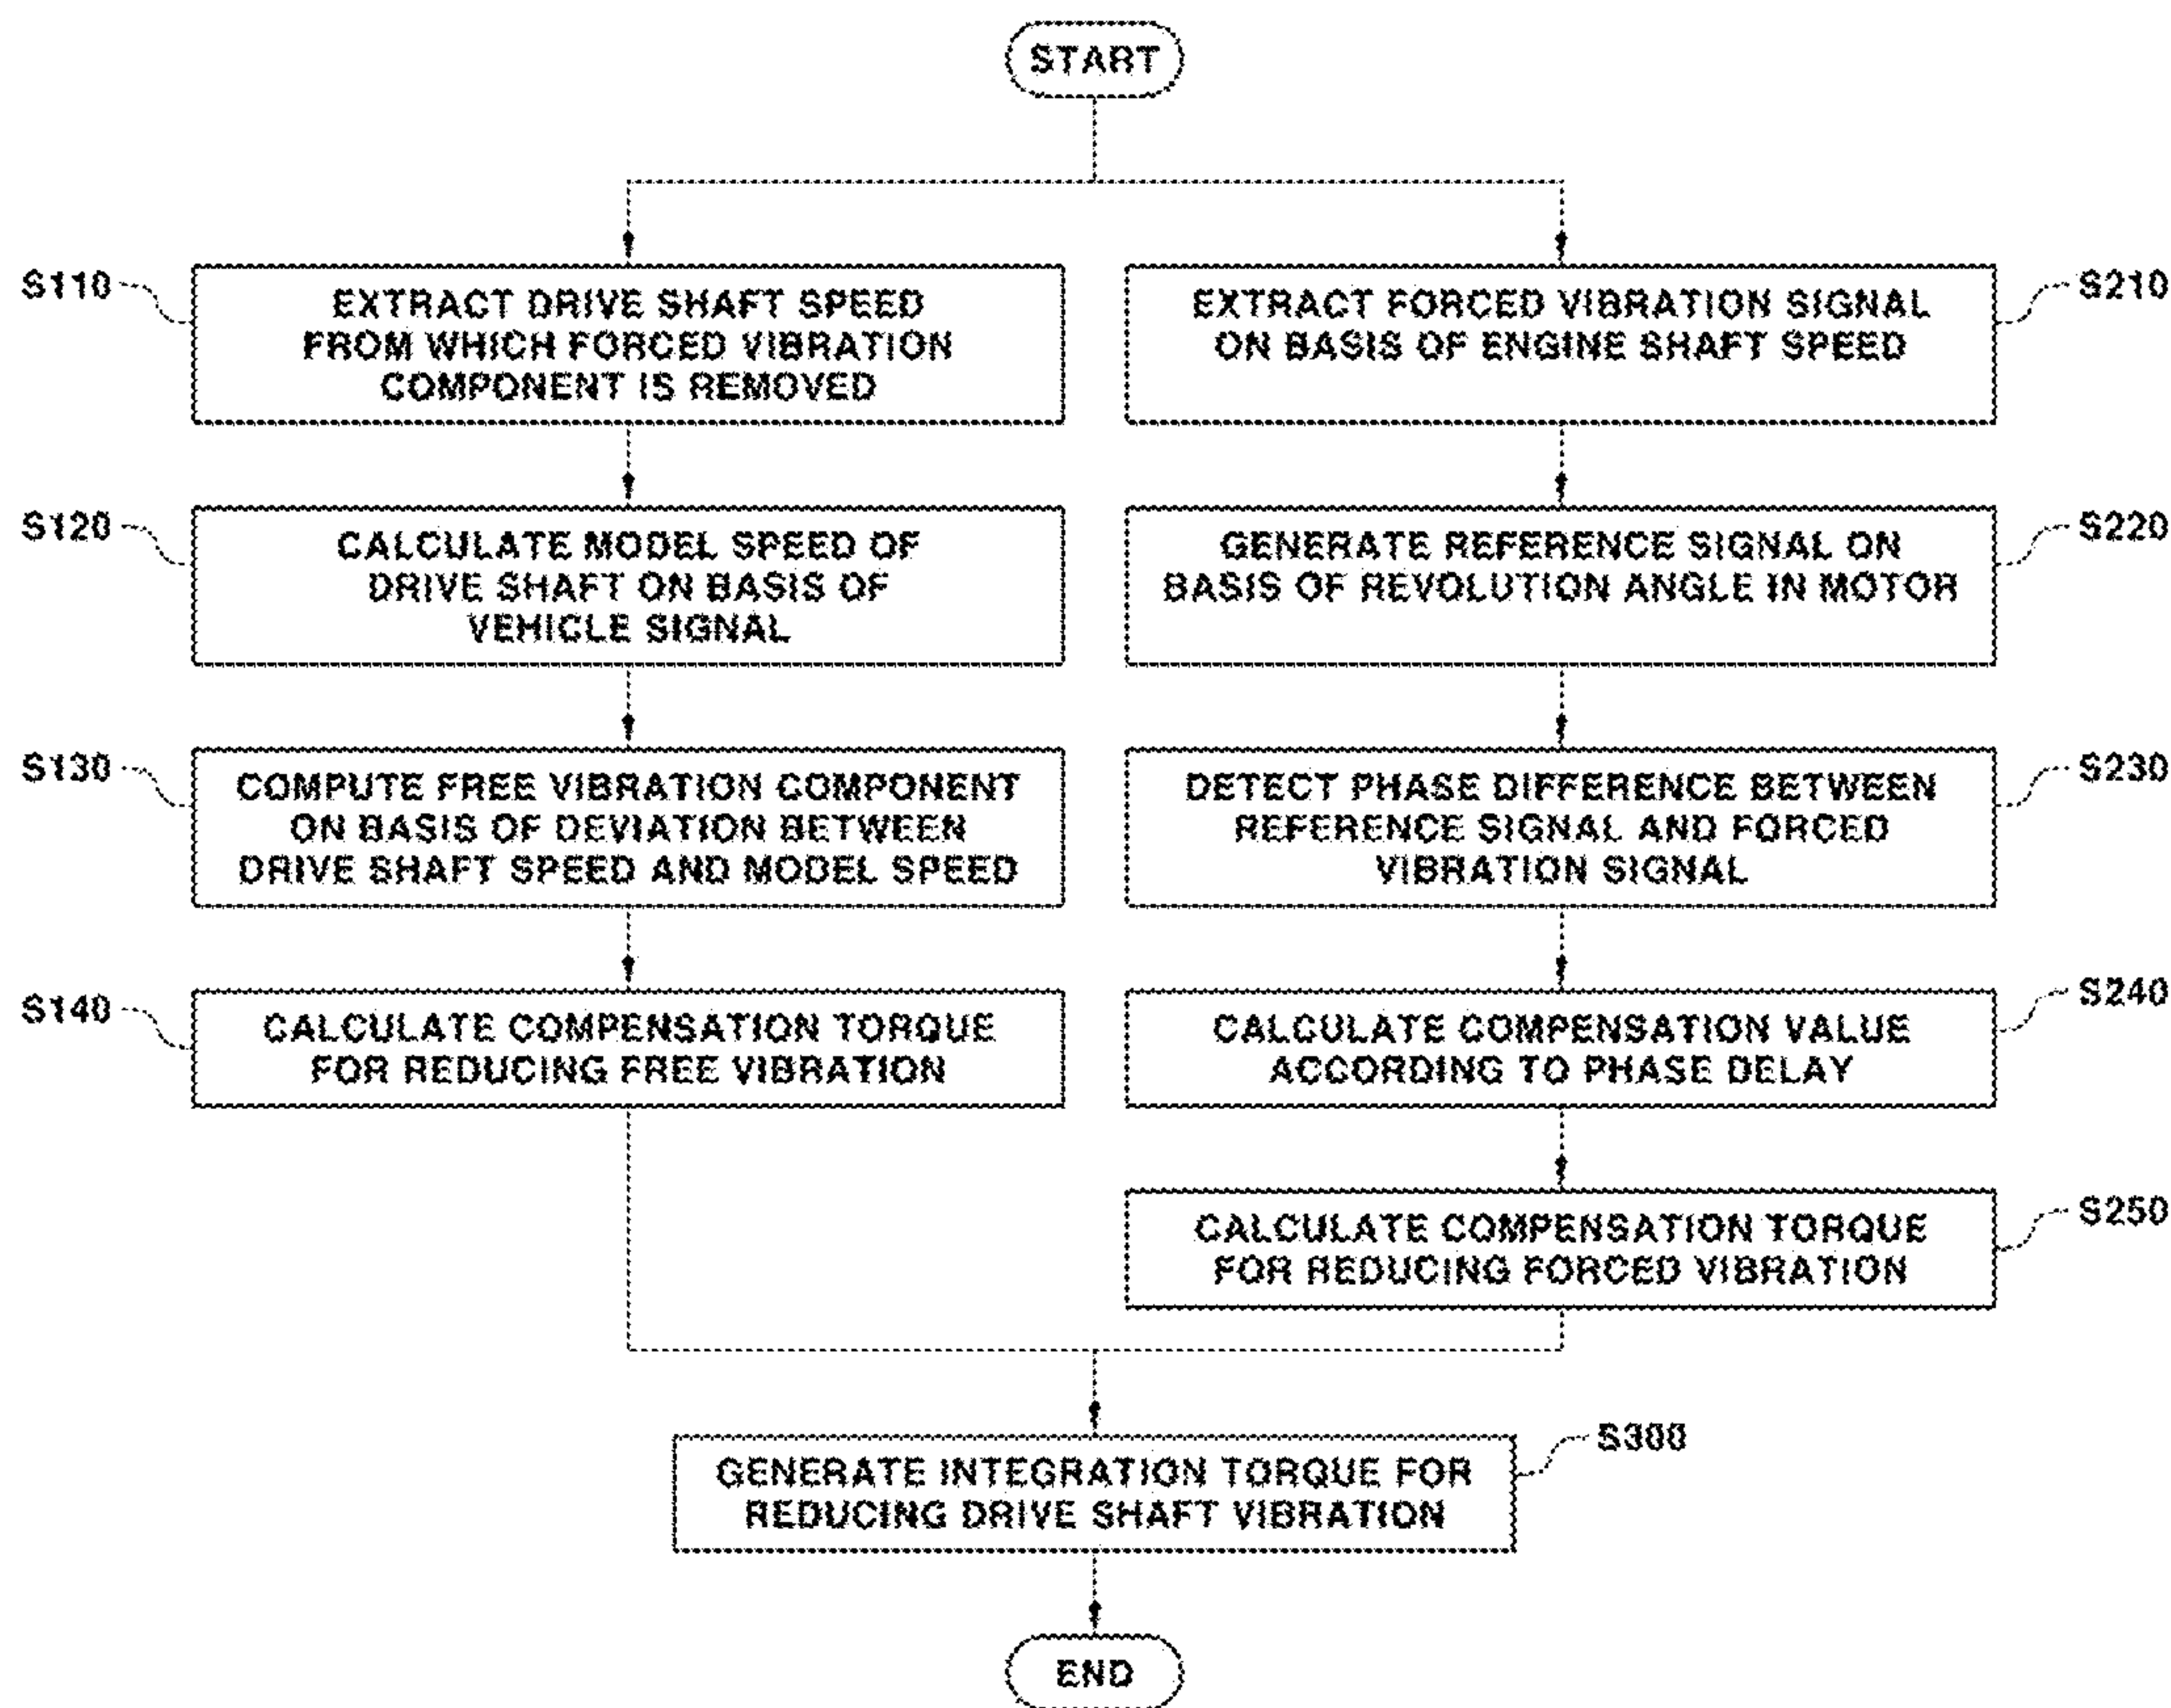 START
S110
EXTRACT DRIVE SHAFT SPEED
FROM WHICH FORCED VIBRATION
COMPONENT IS REMOVED
S120
CALCULATE MODEL SPEED OF
DRIVE SHAFT ON BASIS OF
VEHICLE SIGNAL
S130
COMPUTE FREE VIBRATION COMPONENT
ON BASIS OF DEVIATION BETWEEN
DRIVE SHAFT SPEED AND MODEL SPEED
S140
CALCULATE COMPENSATION TORQUE
FOR REDUCING FREE VIBRATION
S210
EXTRACT FORCED VIBRATION SIGNAL
ON BASIS OF ENGINE SHAFT SPEED
S220
GENERATE REFERENCE SIGNAL ON
BASIS OF REVOLUTION ANGLE IN MOTOR
S230
DETECT PHASE DIFFERENCE BETWEEN
REFERENCE SIGNAL AND FORCED
VIBRATION SIGNAL
S240
CALCULATE COMPENSATION VALUE
ACCORDING TO PHASE DELAY
S250
CALCULATE COMPENSATION TORQUE
FOR REDUCING FORCED VIBRATION
S300
GENERATE INTEGRATION TORQUE FOR
REDUCING DRIVE SHAFT VIBRATION
END